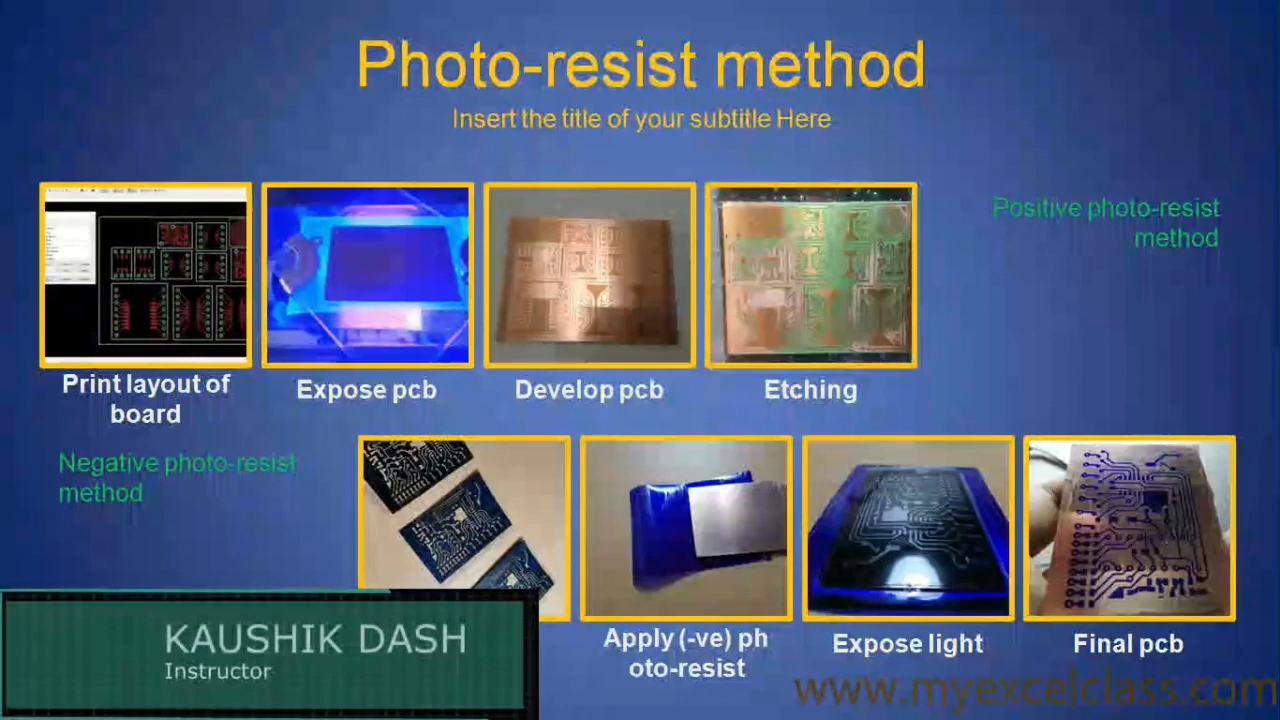 Photo-resist method
Insert the title of your subtitle Here
Positive photo-resist
method
Print layout of
board
Expose pcb
Develop pcb
Etching
Negative photo-resist
method
Apply (-ve) ph
oto-resist
Expose light
Final pcb
KAUSHIK DASH
Instructor
www.myexcelclass.com